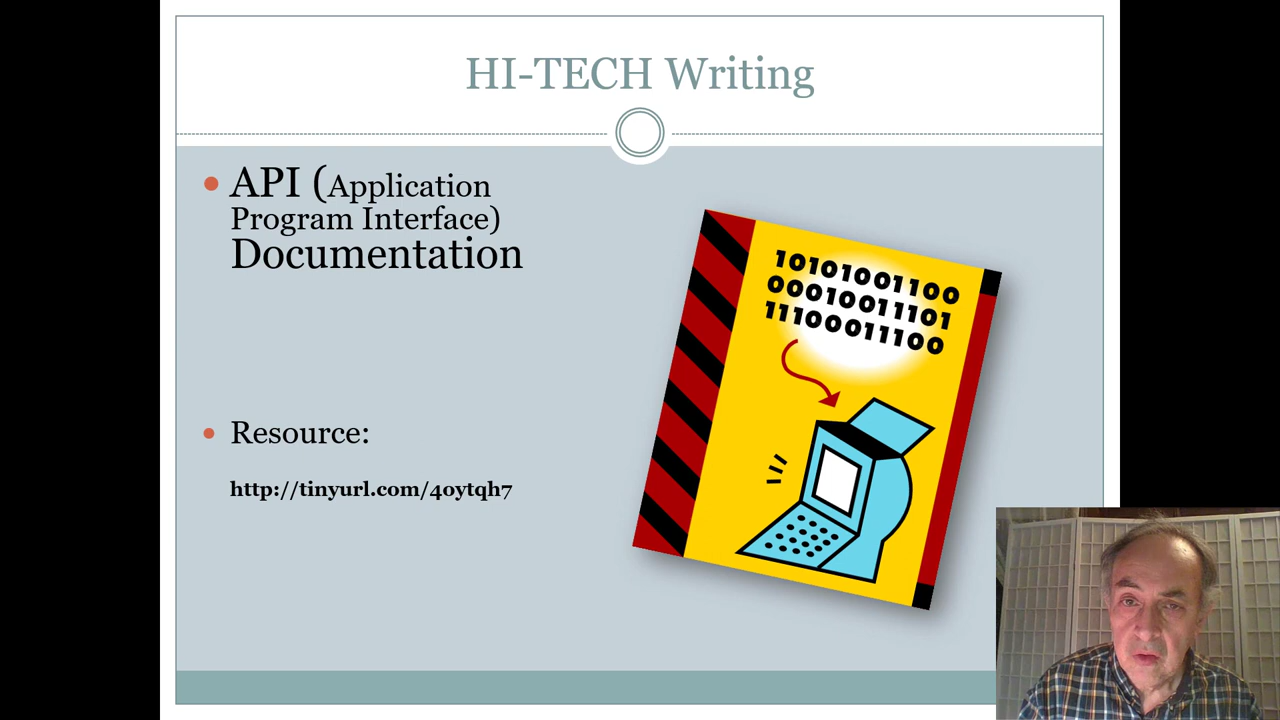 HI-TECH Writing
API (Application
Program Interface)
Documentation
Resource:
http://tinyurl.com/4oytqh7
10101001100
00010011101
11100011100